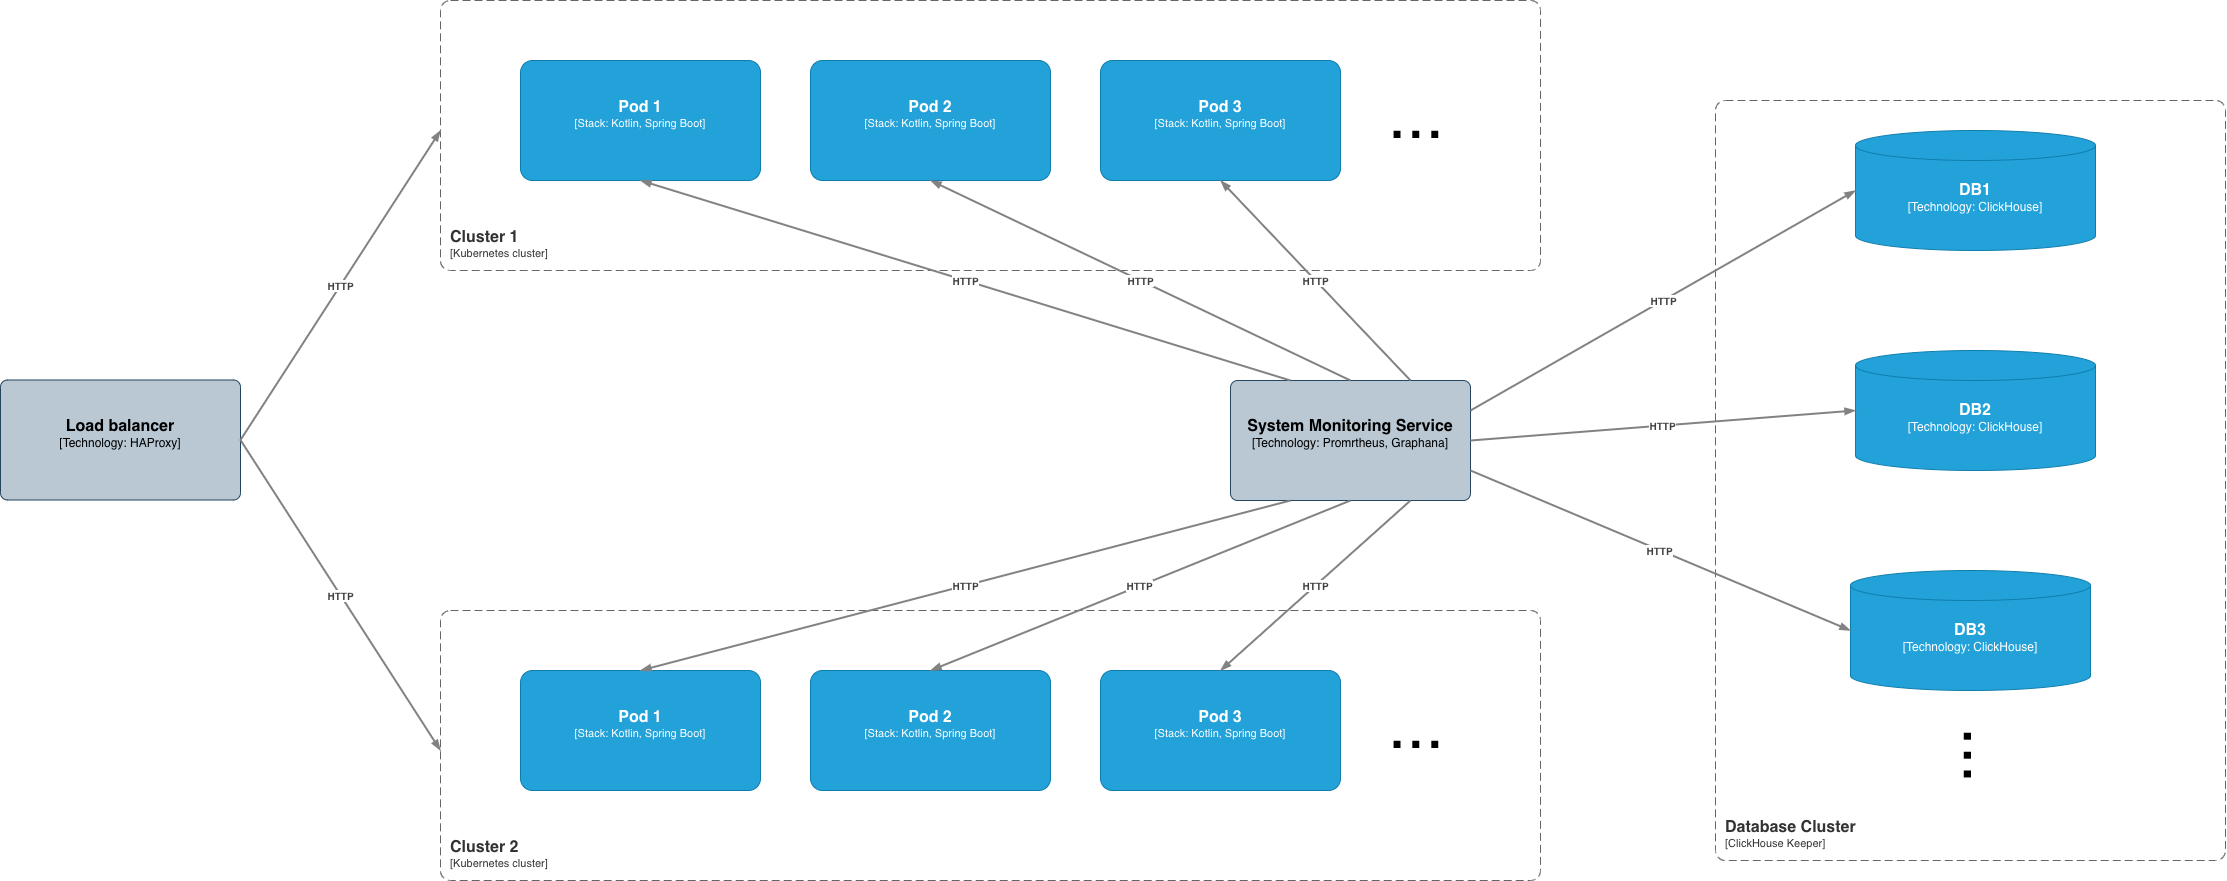 Pod 1
[Stack: Kotlin, Spring Boot]
Pod 2
[Stack: Kotlin, Spring Boot]
Pod 3
[Stack: Kotlin, Spring Boot]
...
Cluster 1
[Kubernetes cluster]
DB1
[Technology: ClickHouse]
HTTP
HTTP
HTTP
HTTP
HTTP
Load balancer
[Technology: HAProxy]
System Monitoring Service
[Technology: Promrtheus, Graphana]
HTTP
DB2
[Technology: ClickHouse]
HTTP
HTTP
HTTP
HTTP
HTTP
DB3
[Technology: ClickHouse]
Pod 1
[Stack: Kotlin, Spring Boot]
Pod 2
[Stack: Kotlin, Spring Boot]
Pod 3
[Stack: Kotlin, Spring Boot]
...
...
Cluster 2
[Kubernetes cluster]
Database Cluster
[ClickHouse Keeper]